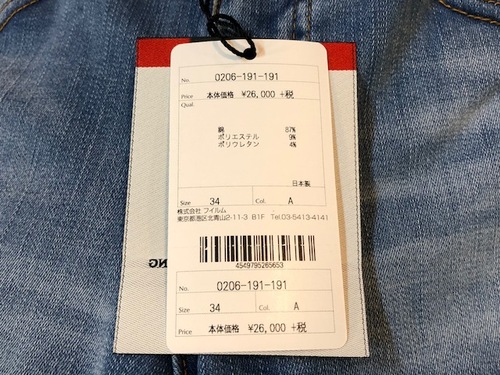 No. 0206-191-191
Price 本体価格 ¥26,000 +税
Qual.
綿 87%
ポリエステル 9%
ポリウレタン 4%
日本製
Size 34 Col. A
株式会社 フイルム
東京都港区北青山2-11-3 B1F Tel.03-5413-4141
4549795265653
No. 0206-191-191
Size 34 Col. A
Price 本体価格 ¥26,000 +税